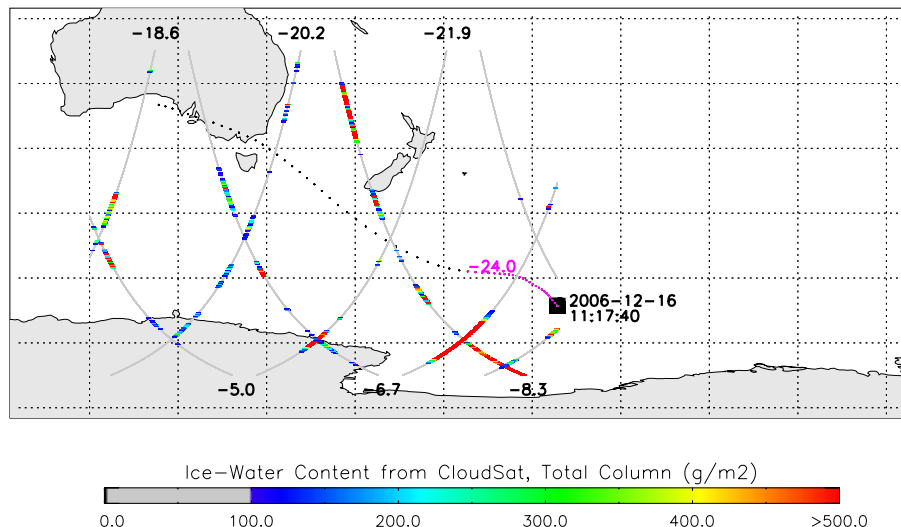 -18.6 -20.2 -21.9
-24.0
2006-12-16
11:17:40
-5.0 -6.7 -8.3
Ice-Water Content from CloudSat, Total Column (g/m2)
0.0 100.0 200.0 300.0 400.0 >500.0